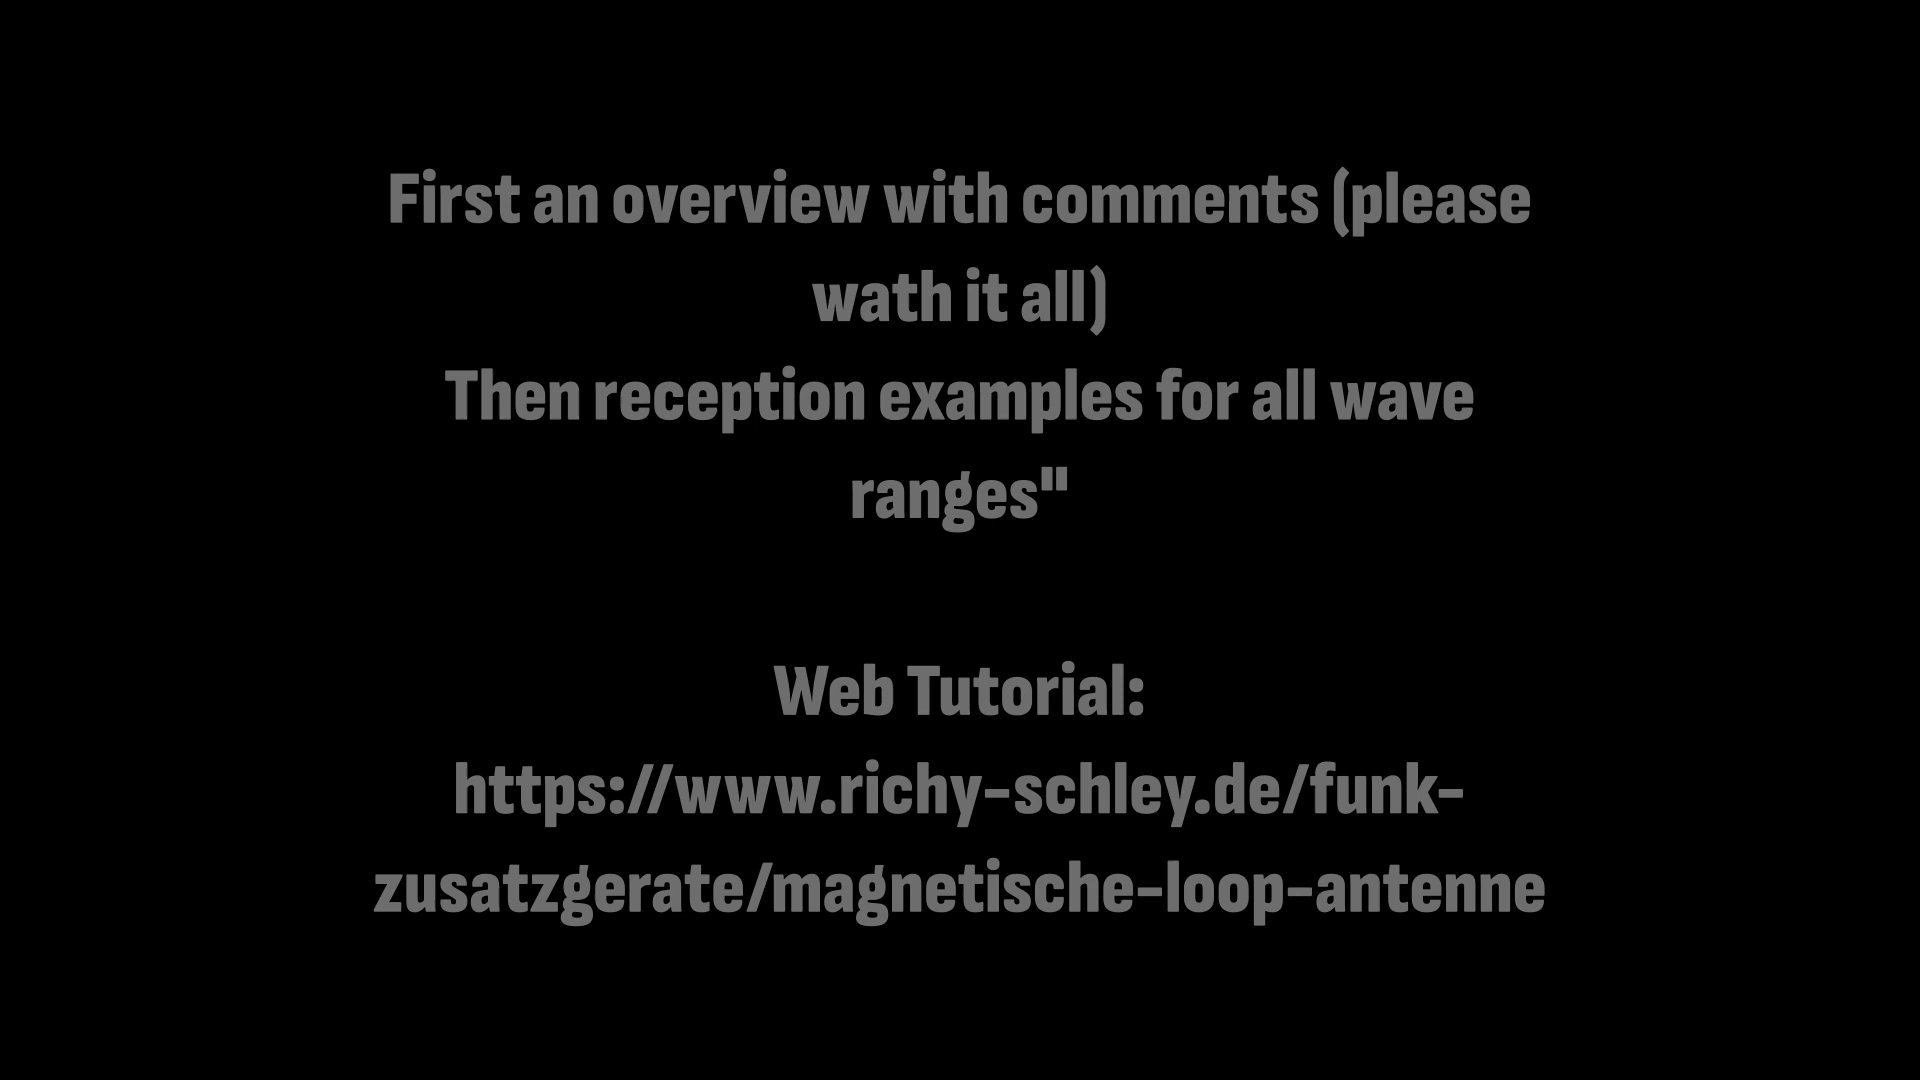 First an overview with comments (please
wath it all)
Then reception examples for all wave
ranges"
Web Tutorial:
https://www.richy-schley.de/funk-
zusatzgerate/magnetische-loop-antenne